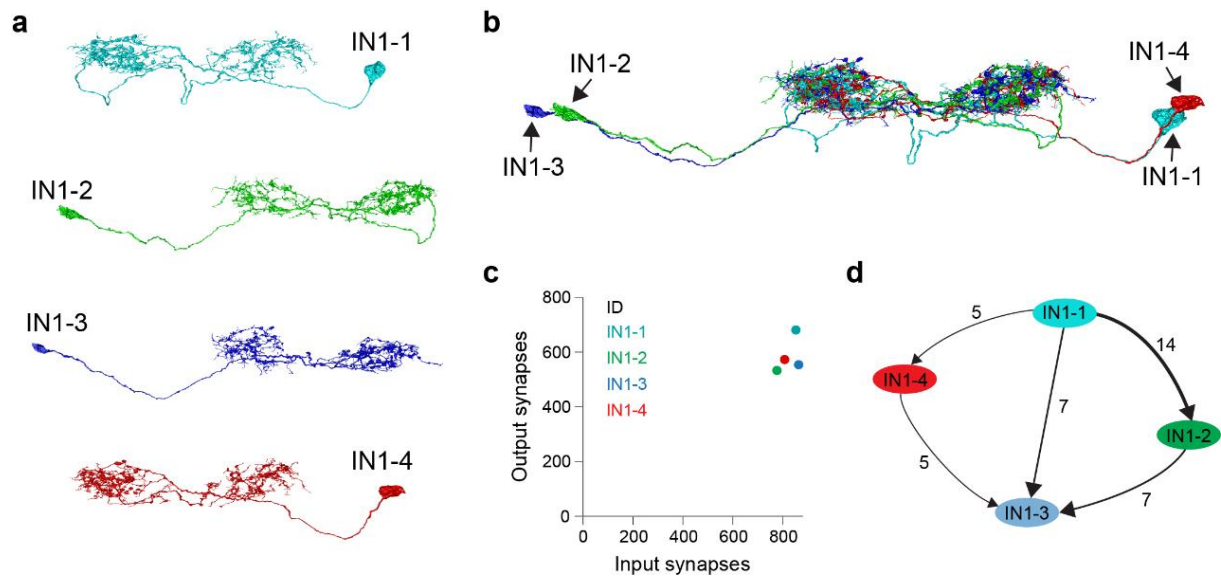 a
IN1-1
IN1-2
IN1-3
IN1-4
b
IN1-2
IN1-4
IN1-3
IN1-1
c
800
600
400
200
0
0 200 400 600 800
Output synapses
Input synapses
ID
IN1-1
IN1-2
IN1-3
IN1-4
d
IN1-1
5
14
IN1-4
7
IN1-2
5
7
IN1-3